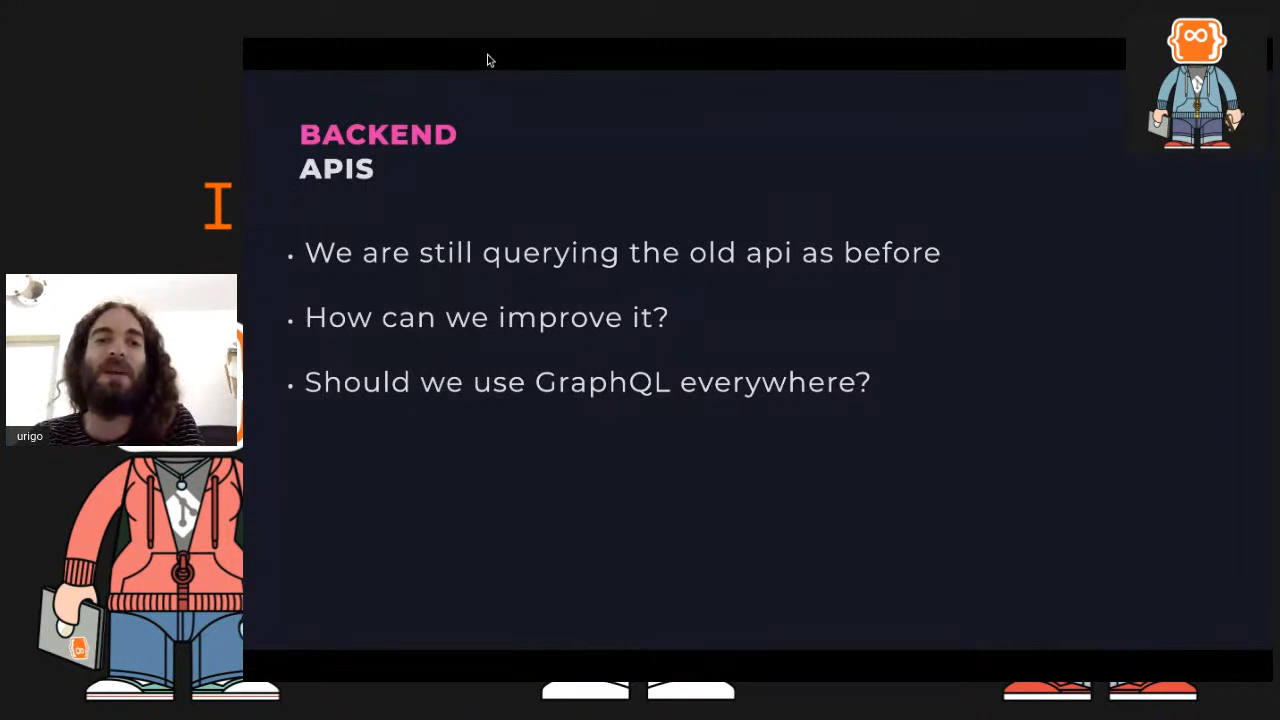 BACKEND
APIS
I
• We are still querying the old api as before
• How can we improve it?
• Should we use GraphQL everywhere?
urigo